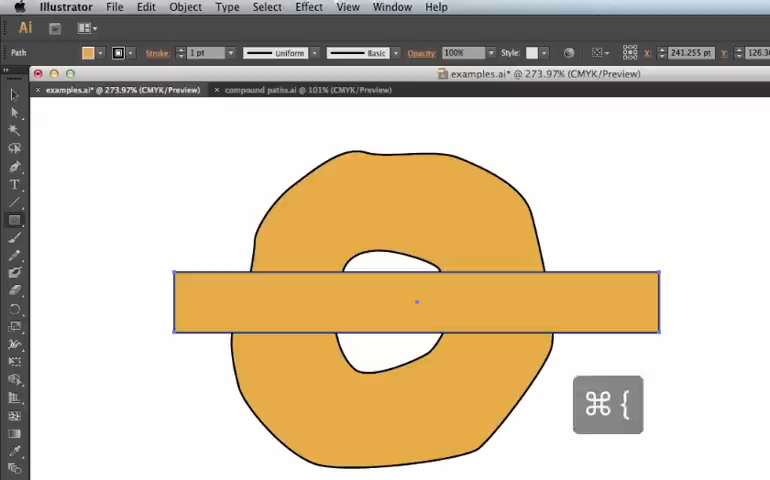 Illustrator File Edit Object Type Select Effect View Window Help
Ai
Path Stroke: 1 pt Uniform Basic Opacity: 100% Style: X: 241.255 pt Y: 126.3
examples.ai* @ 273.97% (CMYK/Preview)
× examples.ai* @ 273.97% (CMYK/Preview) × compound paths.ai @ 101% (CMYK/Preview)
⌘ {